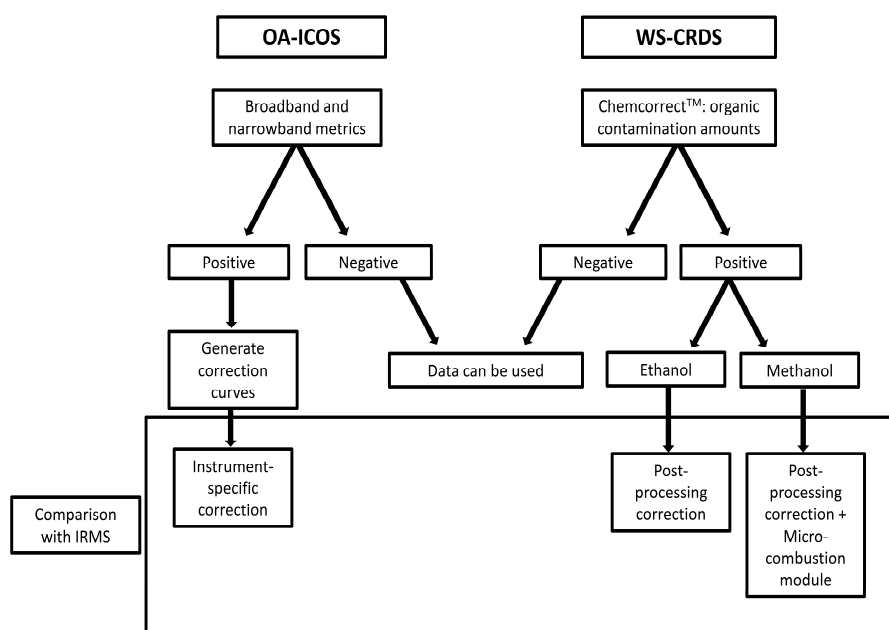 OA-ICOS
WS-CRDS
Broadband and
narrowband metrics
Chemcorrect™: organic
contamination amounts
Positive
Negative
Negative
Positive
Generate
correction
curves
Data can be used
Ethanol
Methanol
Instrument-
specific
correction
Post-
processing
correction
Post-
processing
correction +
Micro-
combustion
module
Comparison
with IRMS